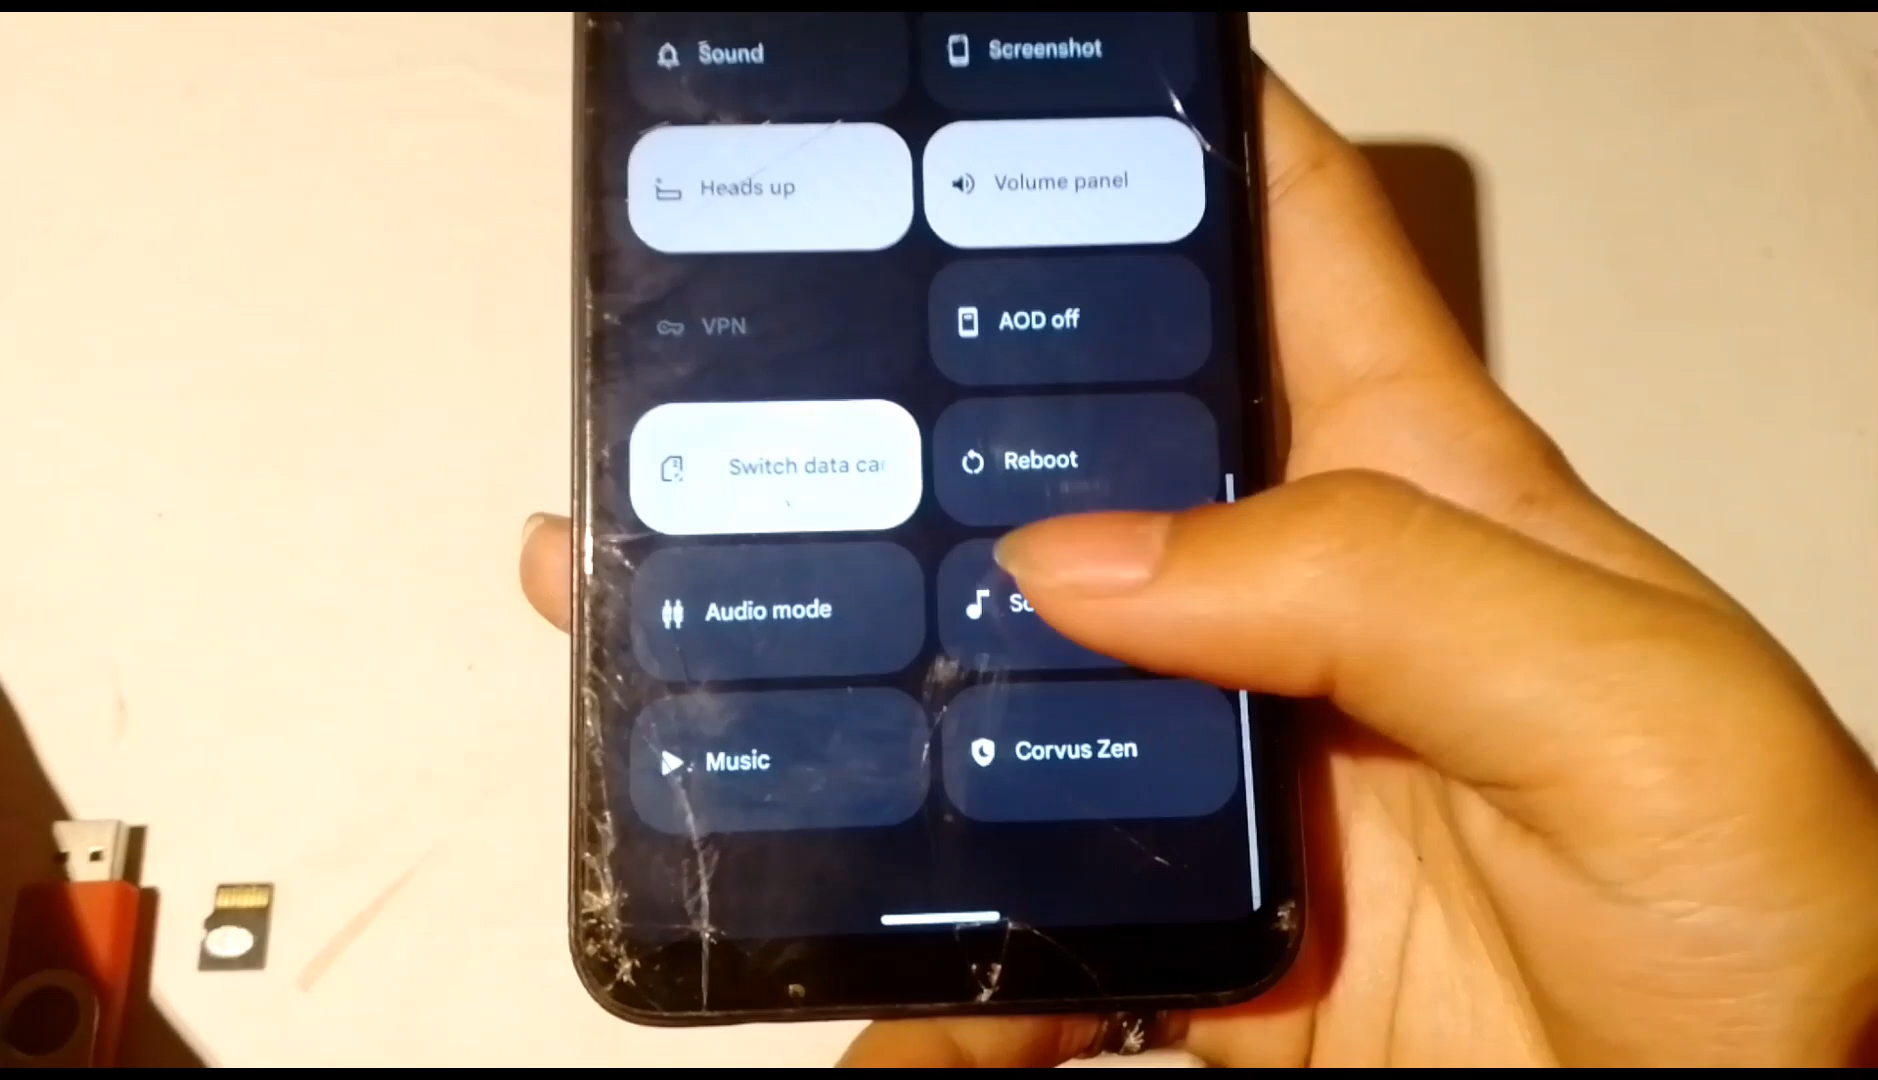 Sound
Screenshot
Heads up
Volume panel
VPN
AOD off
Switch data ca
Reboot
Audio mode
Music
Corvus Zen